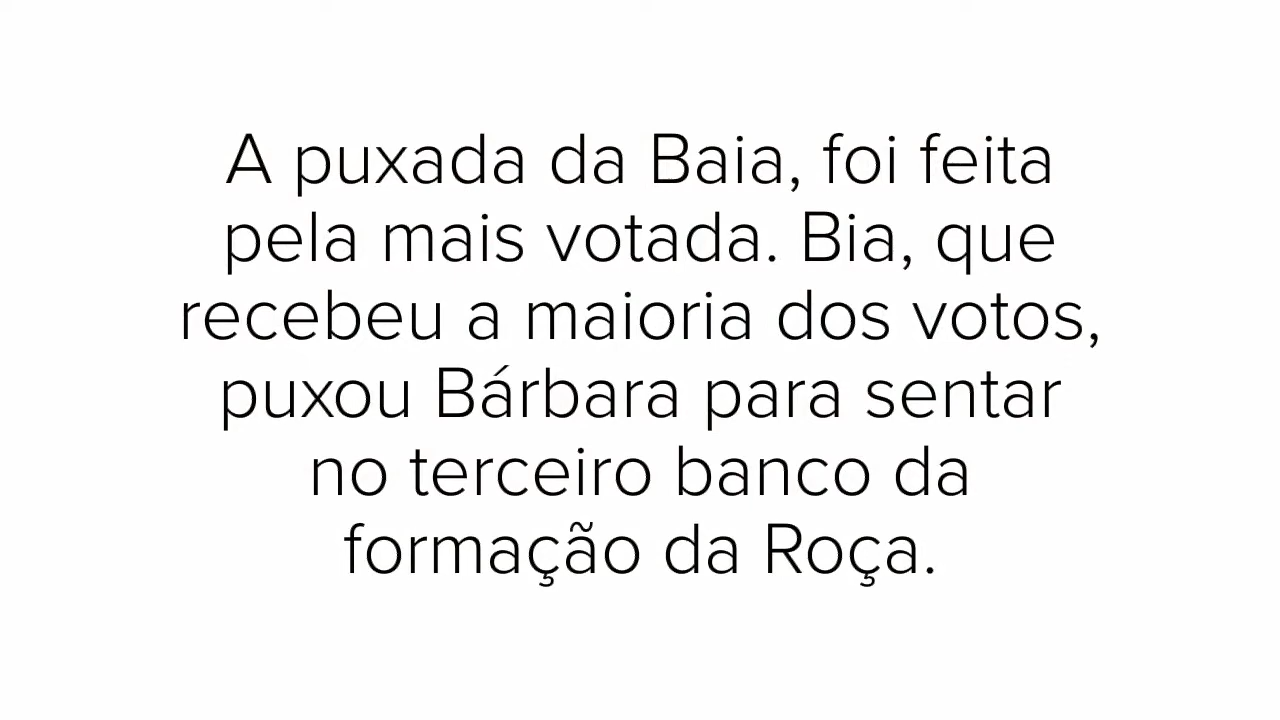 A puxada da Baia, foi feita
pela mais votada. Bia, que
recebeu a maioria dos votos,
puxou Bárbara para sentar
no terceiro banco da
formação da Roça.